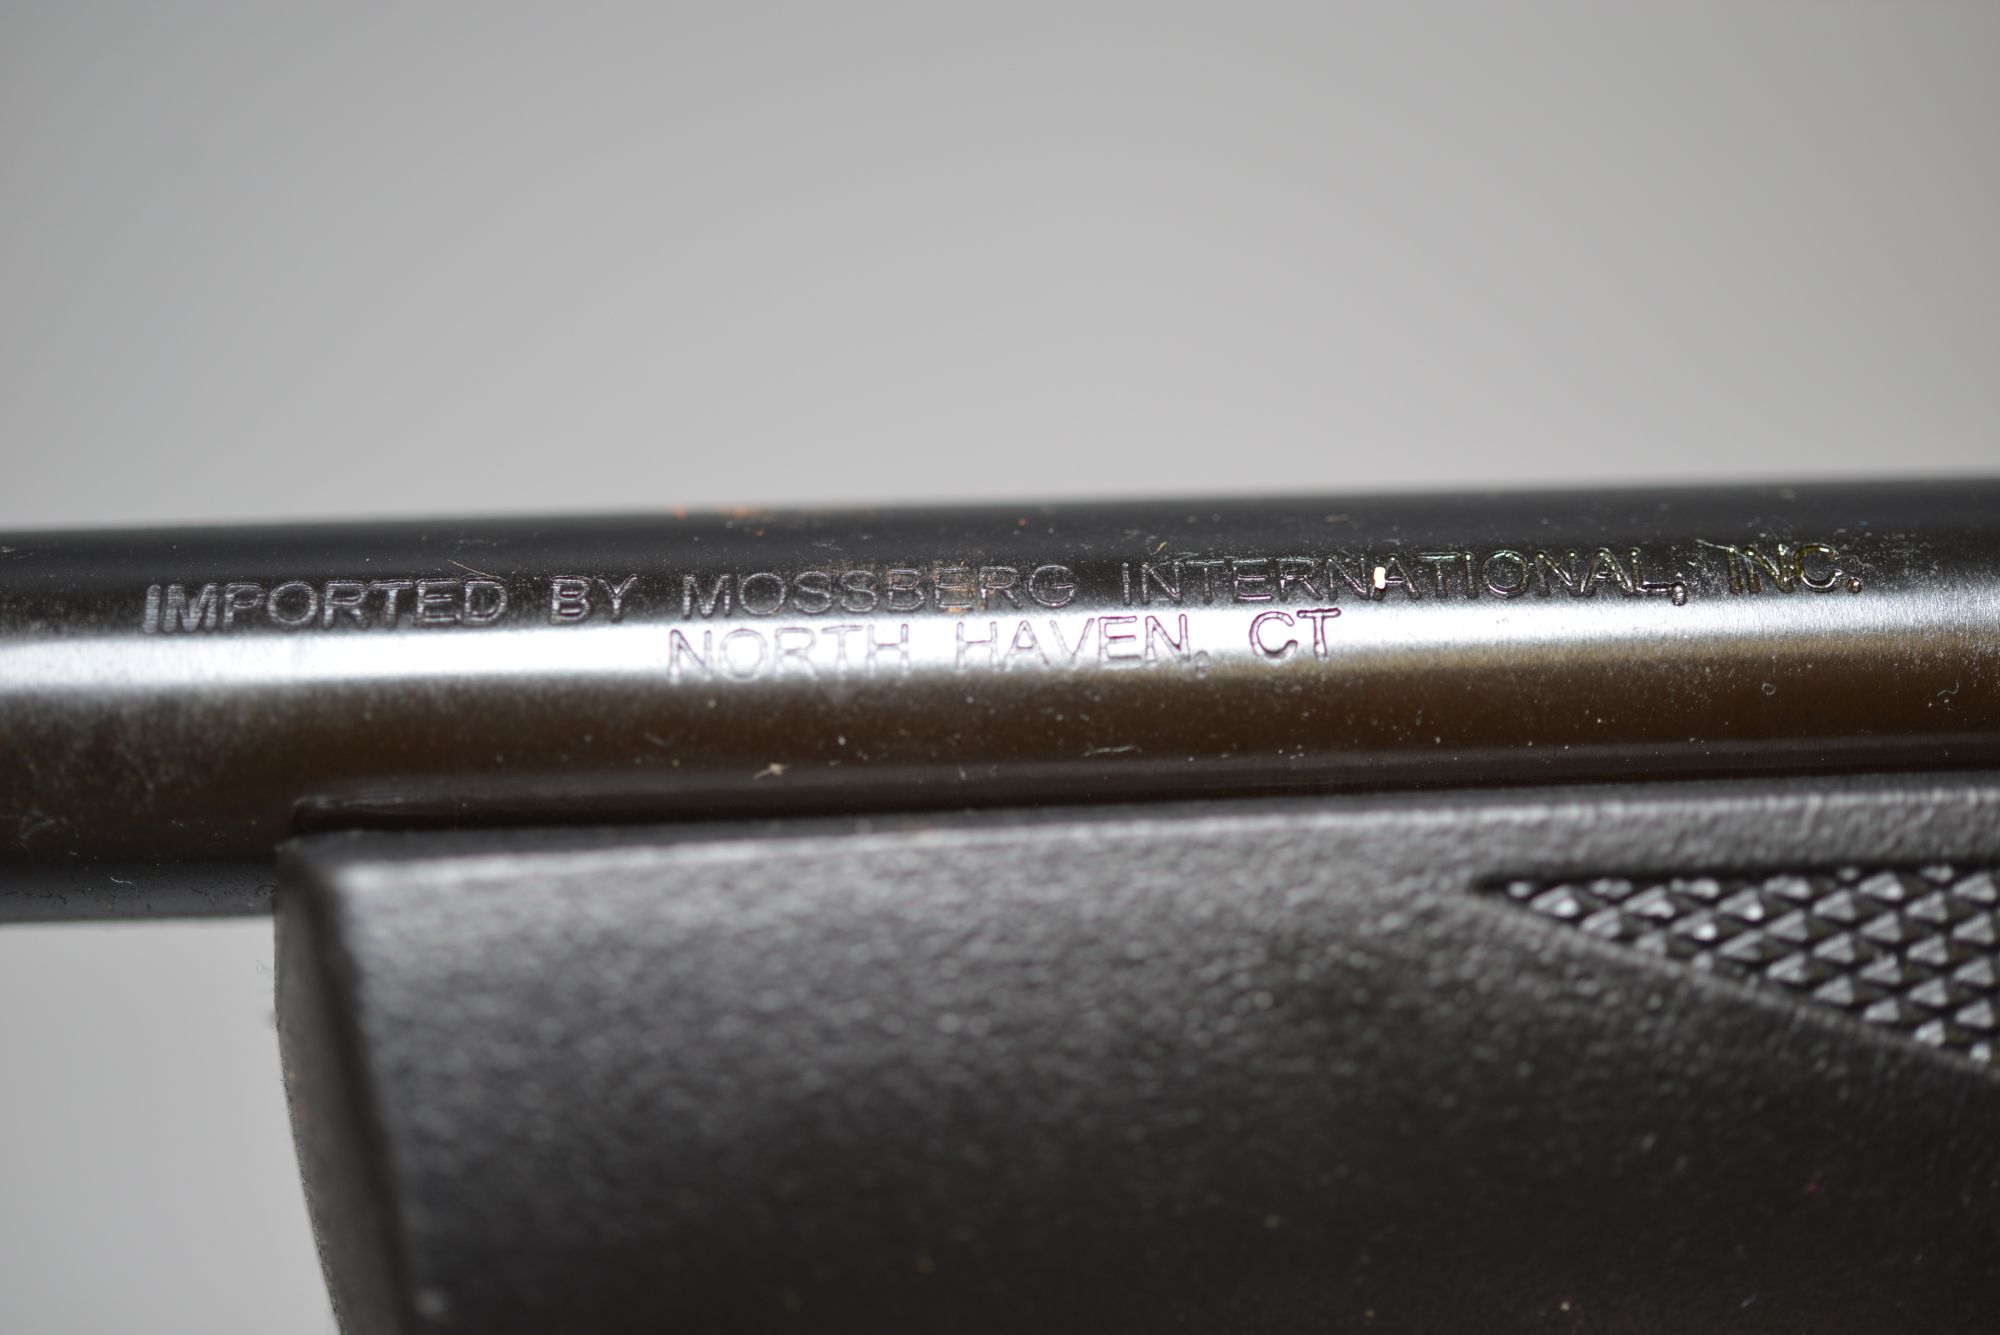 IMPORTED BY MOSSBERG INTERNATIONAL, INC.
NORTH HAVEN, CT